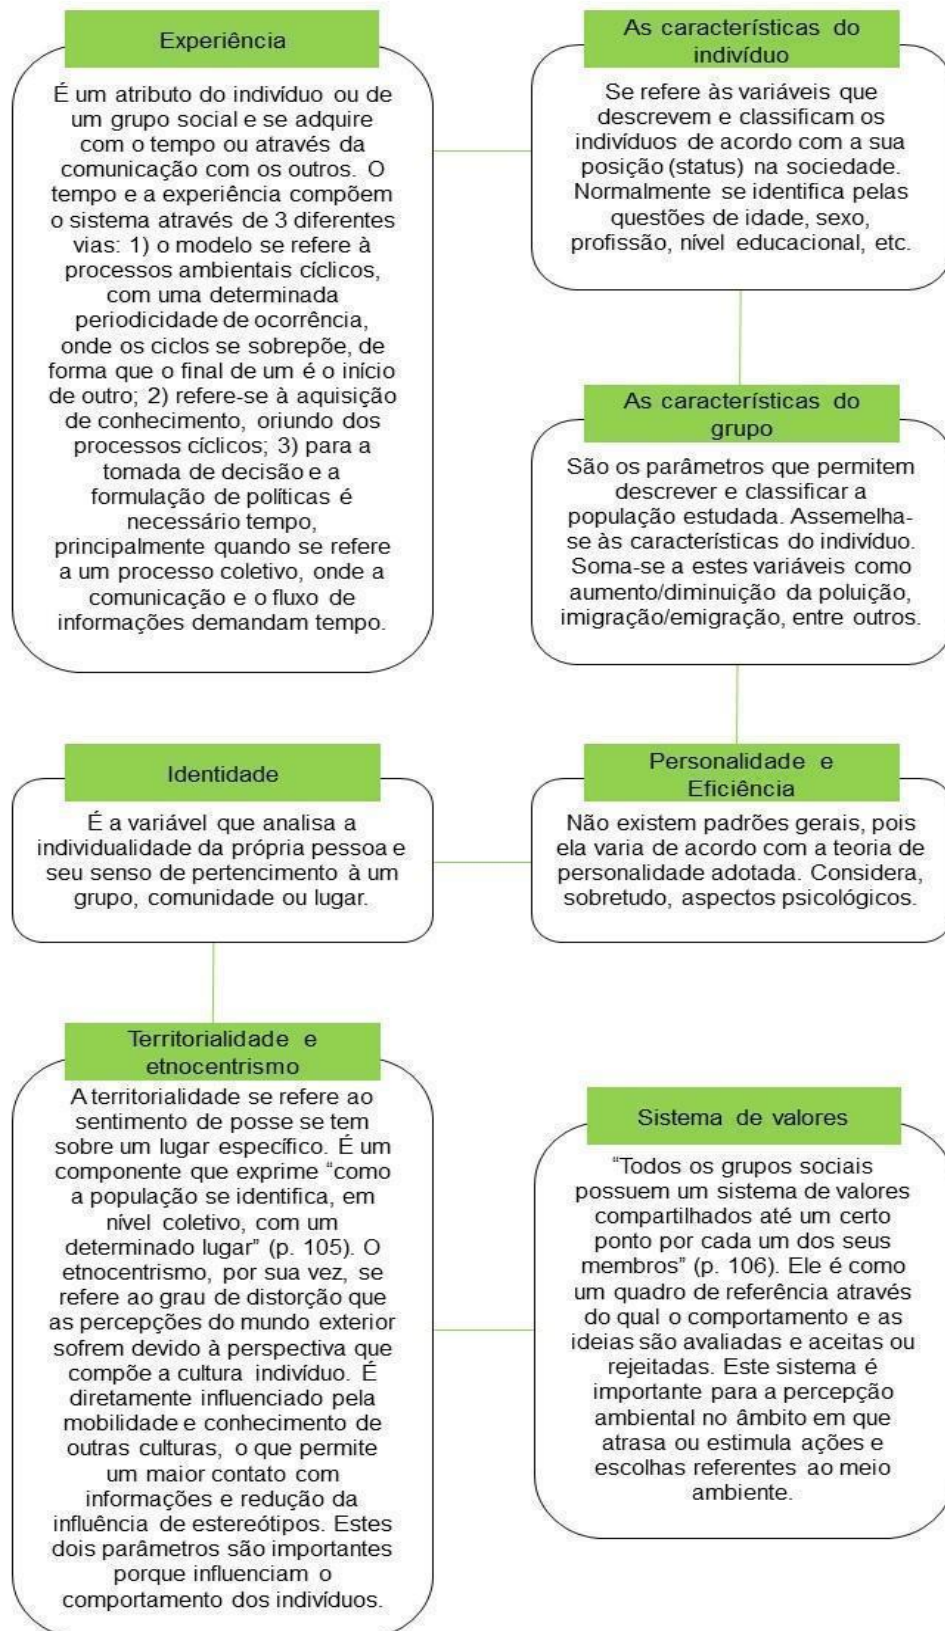 Experiência
É um atributo do indivíduo ou de
um grupo social e se adquire
com o tempo ou através da
comunicação com os outros. O
tempo e a experiência compõem
o sistema através de 3 diferentes
vias: 1) o modelo se refere à
processos ambientais cíclicos,
com uma determinada
periodicidade de ocorrência,
onde os ciclos se sobrepõe, de
forma que o final de um é o início
de outro; 2) refere-se à aquisição
de conhecimento, oriundo dos
processos cíclicos; 3) para a
tomada de decisão e a
formulação de políticas é
necessário tempo,
principalmente quando se refere
a um processo coletivo, onde a
comunicação e o fluxo de
informações demandam tempo.
As características do
indivíduo
Se refere às variáveis que
descrevem e classificam os
indivíduos de acordo com a sua
posição (status) na sociedade.
Normalmente se identifica pelas
questões de idade, sexo,
profissão, nível educacional, etc.
As características do
grupo
São os parâmetros que permitem
descrever e classificar a
população estudada. Assemelha-
se às características do indivíduo.
Soma-se a estes variáveis como
aumento/diminuição da poluição,
imigração/emigração, entre outros.
Personalidade e
Eficiência
Não existem padrões gerais, pois
ela varia de acordo com a teoria de
personalidade adotada. Considera,
sobretudo, aspectos psicológicos.
Identidade
É a variável que analisa a
individualidade da própria pessoa e
seu senso de pertencimento à um
grupo, comunidade ou lugar.
Territorialidade e
etnocentrismo
A territorialidade se refere ao
sentimento de posse se tem
sobre um lugar específico. É um
componente que exprime “como
a população se identifica, em
nível coletivo, com um
determinado lugar” (p. 105). O
etnocentrismo, por sua vez, se
refere ao grau de distorção que
as percepções do mundo exterior
sofrem devido à perspectiva que
compõe a cultura indivíduo. É
diretamente influenciado pela
mobilidade e conhecimento de
outras culturas, o que permite
um maior contato com
informações e redução da
influência de estereótipos. Estes
dois parâmetros são importantes
porque influenciam o
comportamento dos indivíduos.
Sistema de valores
“Todos os grupos sociais
possuem um sistema de valores
compartilhados até um certo
ponto por cada um dos seus
membros” (p. 106). Ele é como
um quadro de referência através
do qual o comportamento e as
ideias são avaliadas e aceitas ou
rejeitadas. Este sistema é
importante para a percepção
ambiental no âmbito em que
atrasa ou estimula ações e
escolhas referentes ao meio
ambiente.